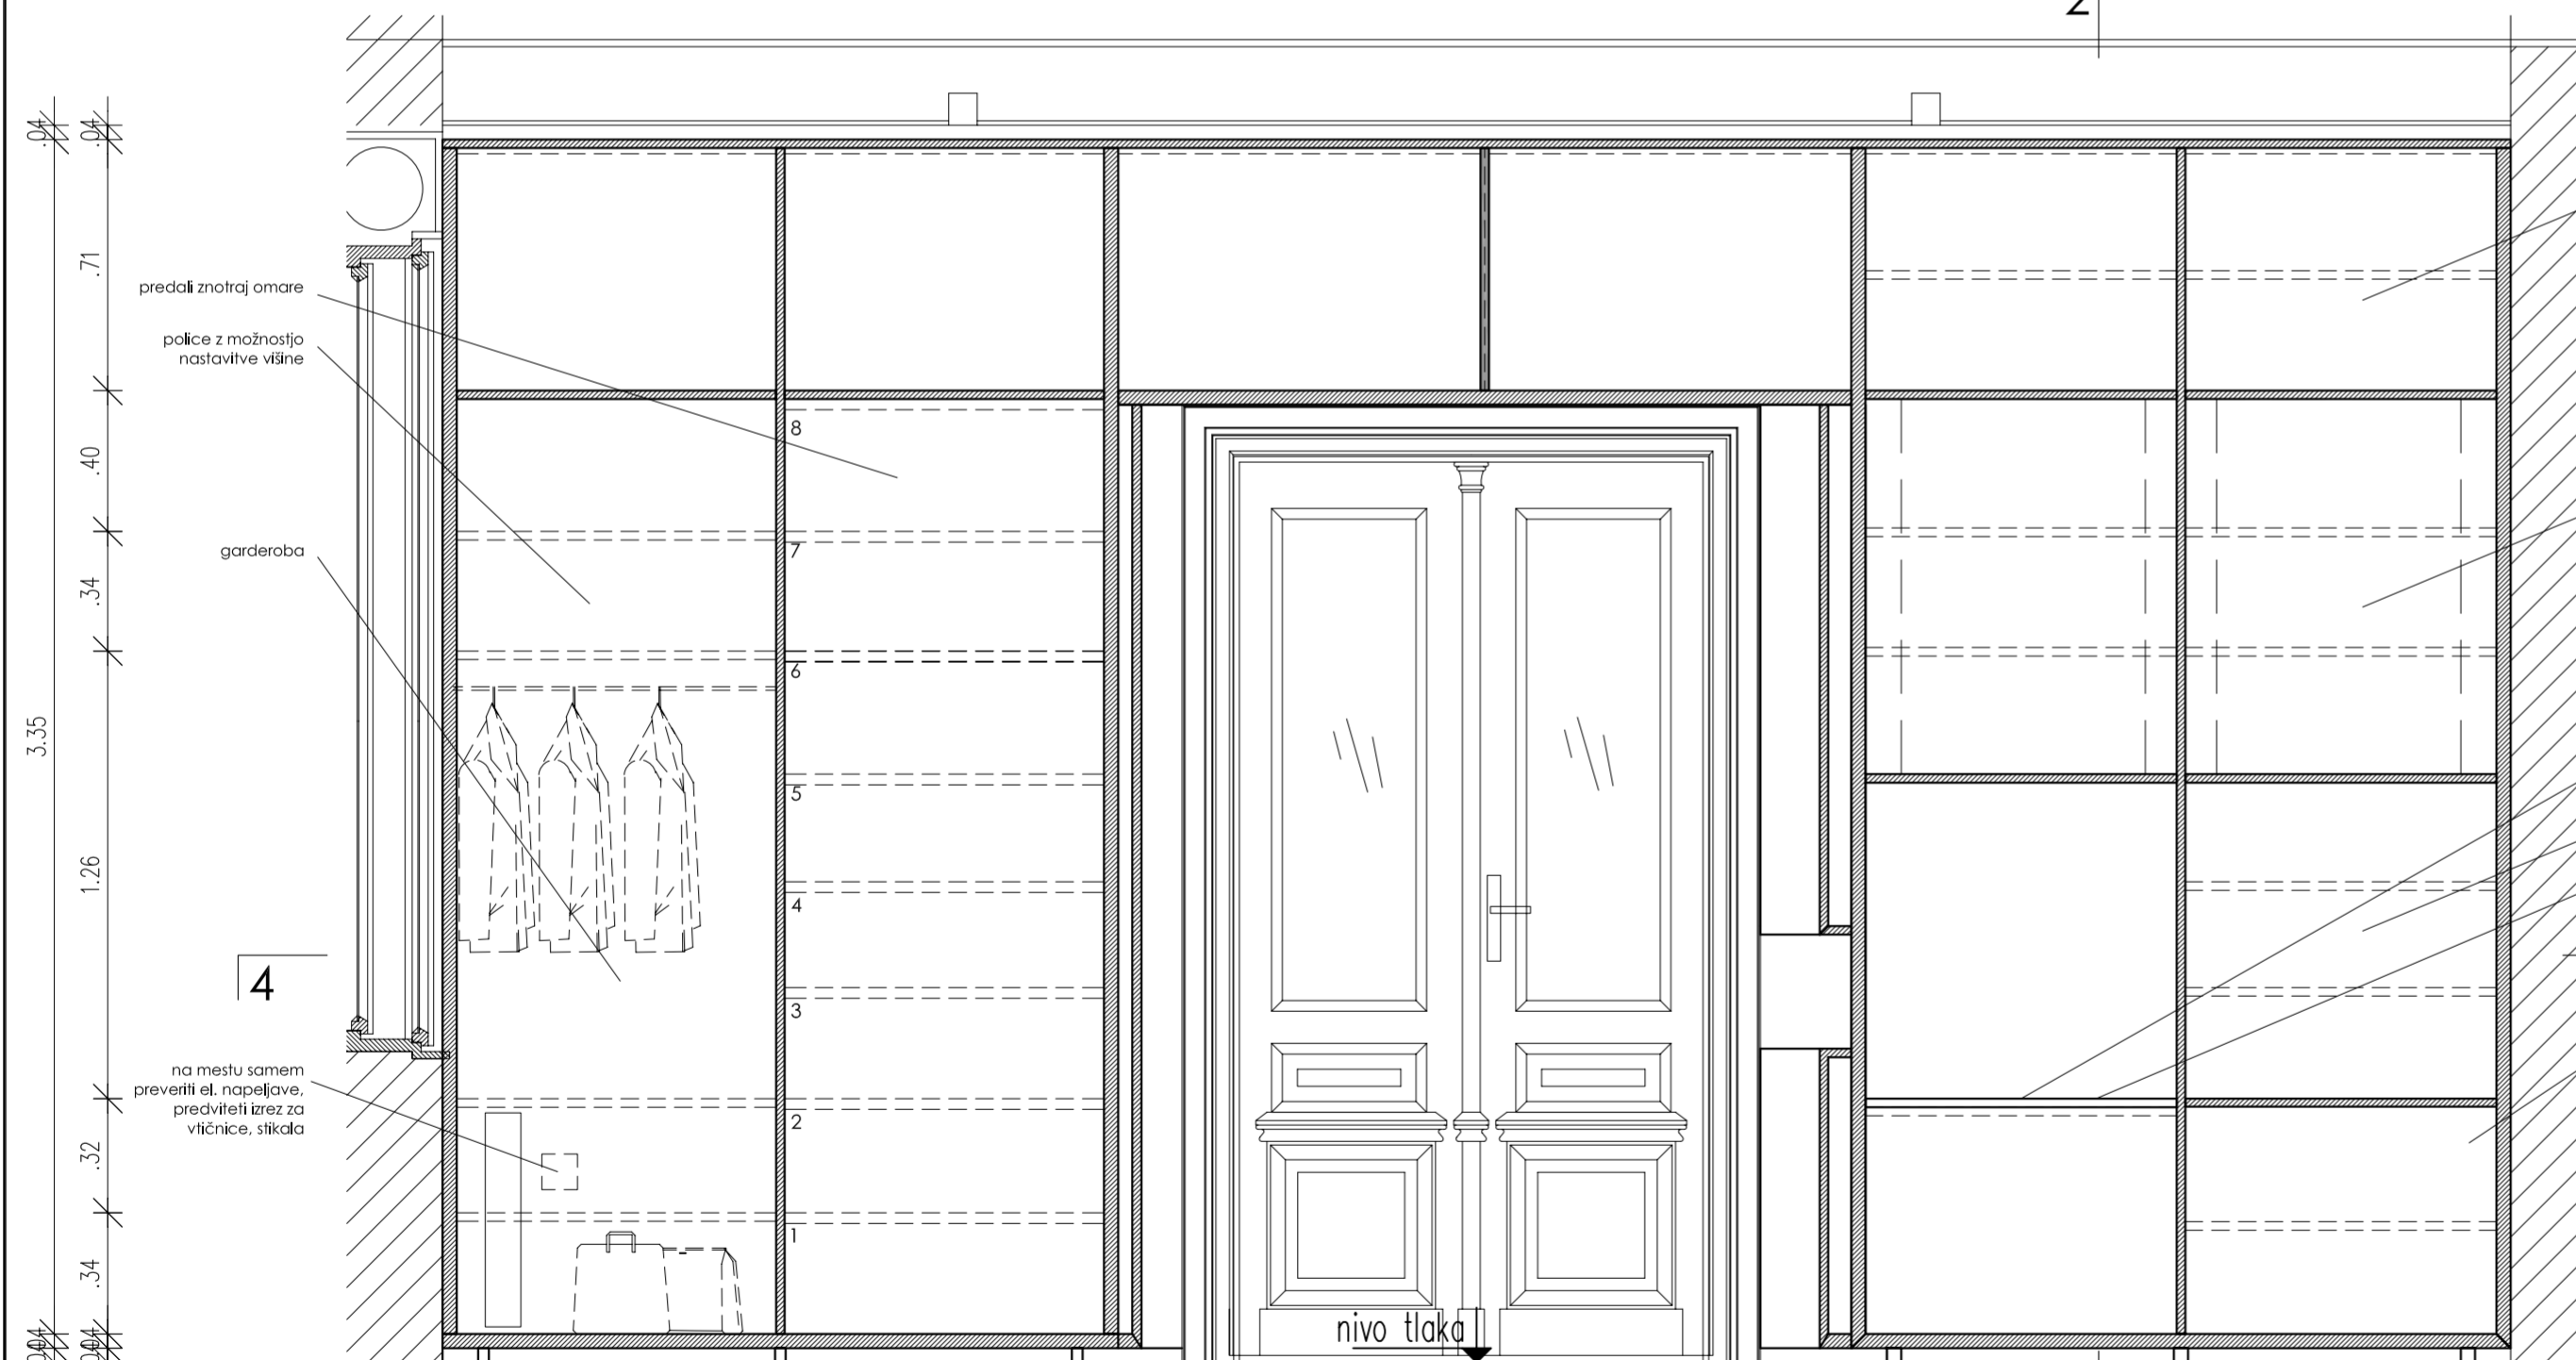 2
.04
.04
.71
predali znotraj omare
police z možnostjo
nastavitve višine
8
.40
7
garderoba
.34
6
3.35
5
1.26
4
4
3
na mestu samem
preveriti el. napeljave,
predviteti izrez za
vtičnice, stikala
2
.32
1
.34
nivo tlaka